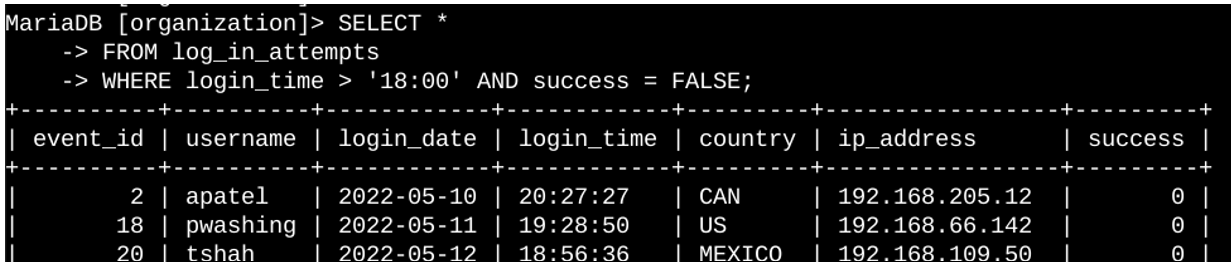 MariaDB [organization]> SELECT *
    -> FROM log_in_attempts
    -> WHERE login_time > '18:00' AND success = FALSE;
+----------+----------+------------+------------+---------+-----------------+---------+
| event_id | username | login_date | login_time | country | ip_address      | success |
+----------+----------+------------+------------+---------+-----------------+---------+
|        2 | apatel   | 2022-05-10 | 20:27:27   | CAN     | 192.168.205.12  |       0 |
|       18 | pwashing | 2022-05-11 | 19:28:50   | US      | 192.168.66.142  |       0 |
|       20 | tshah    | 2022-05-12 | 18:56:36   | MEXICO  | 192.168.109.50  |       0 |